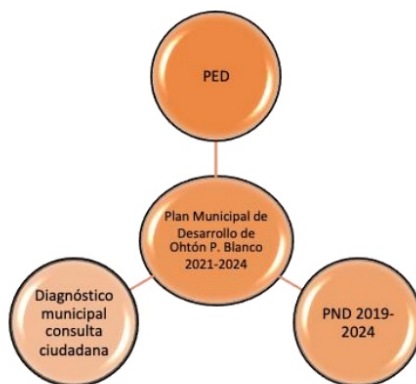 PED
Plan Municipal de
Desarrollo de
Ohtón P. Blanco
2021-2024
Diagnóstico
municipal
consulta
ciudadana
PND 2019-
2024